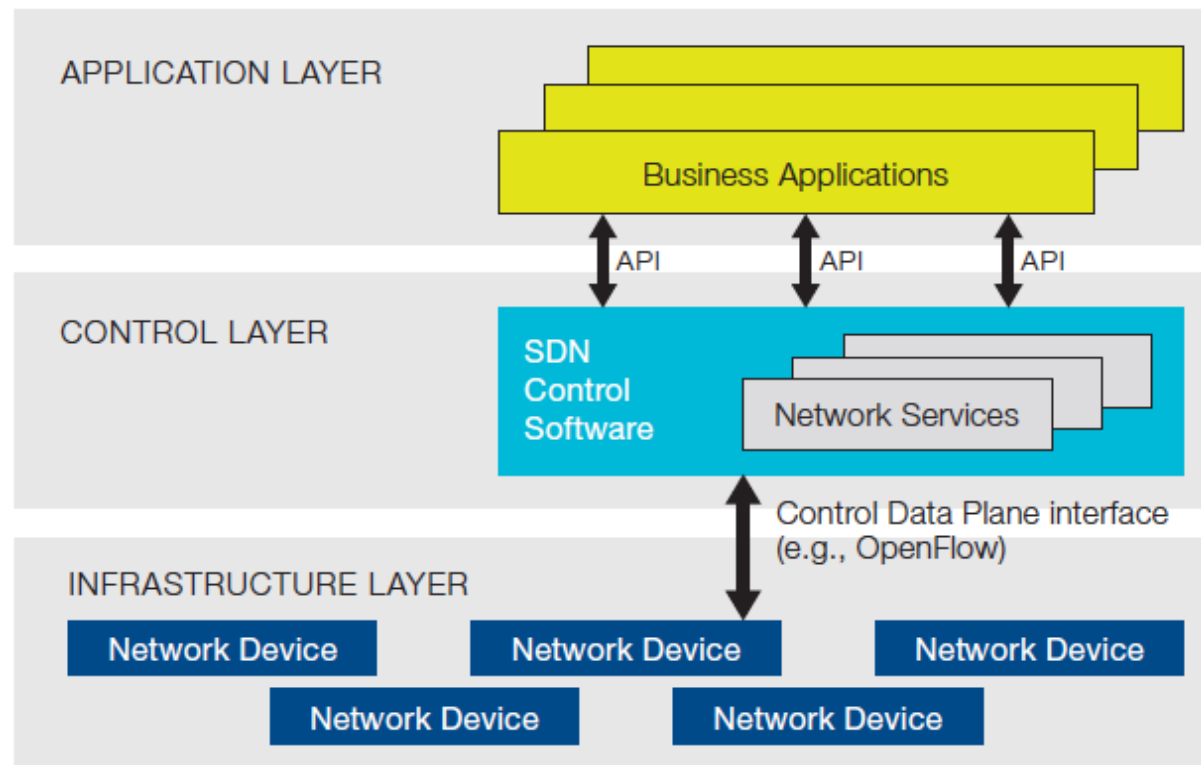 APPLICATION LAYER
Business Applications
API
API
API
CONTROL LAYER
SDN
Control
Software
Network Services
Control Data Plane interface
(e.g., OpenFlow)
INFRASTRUCTURE LAYER
Network Device
Network Device
Network Device
Network Device
Network Device